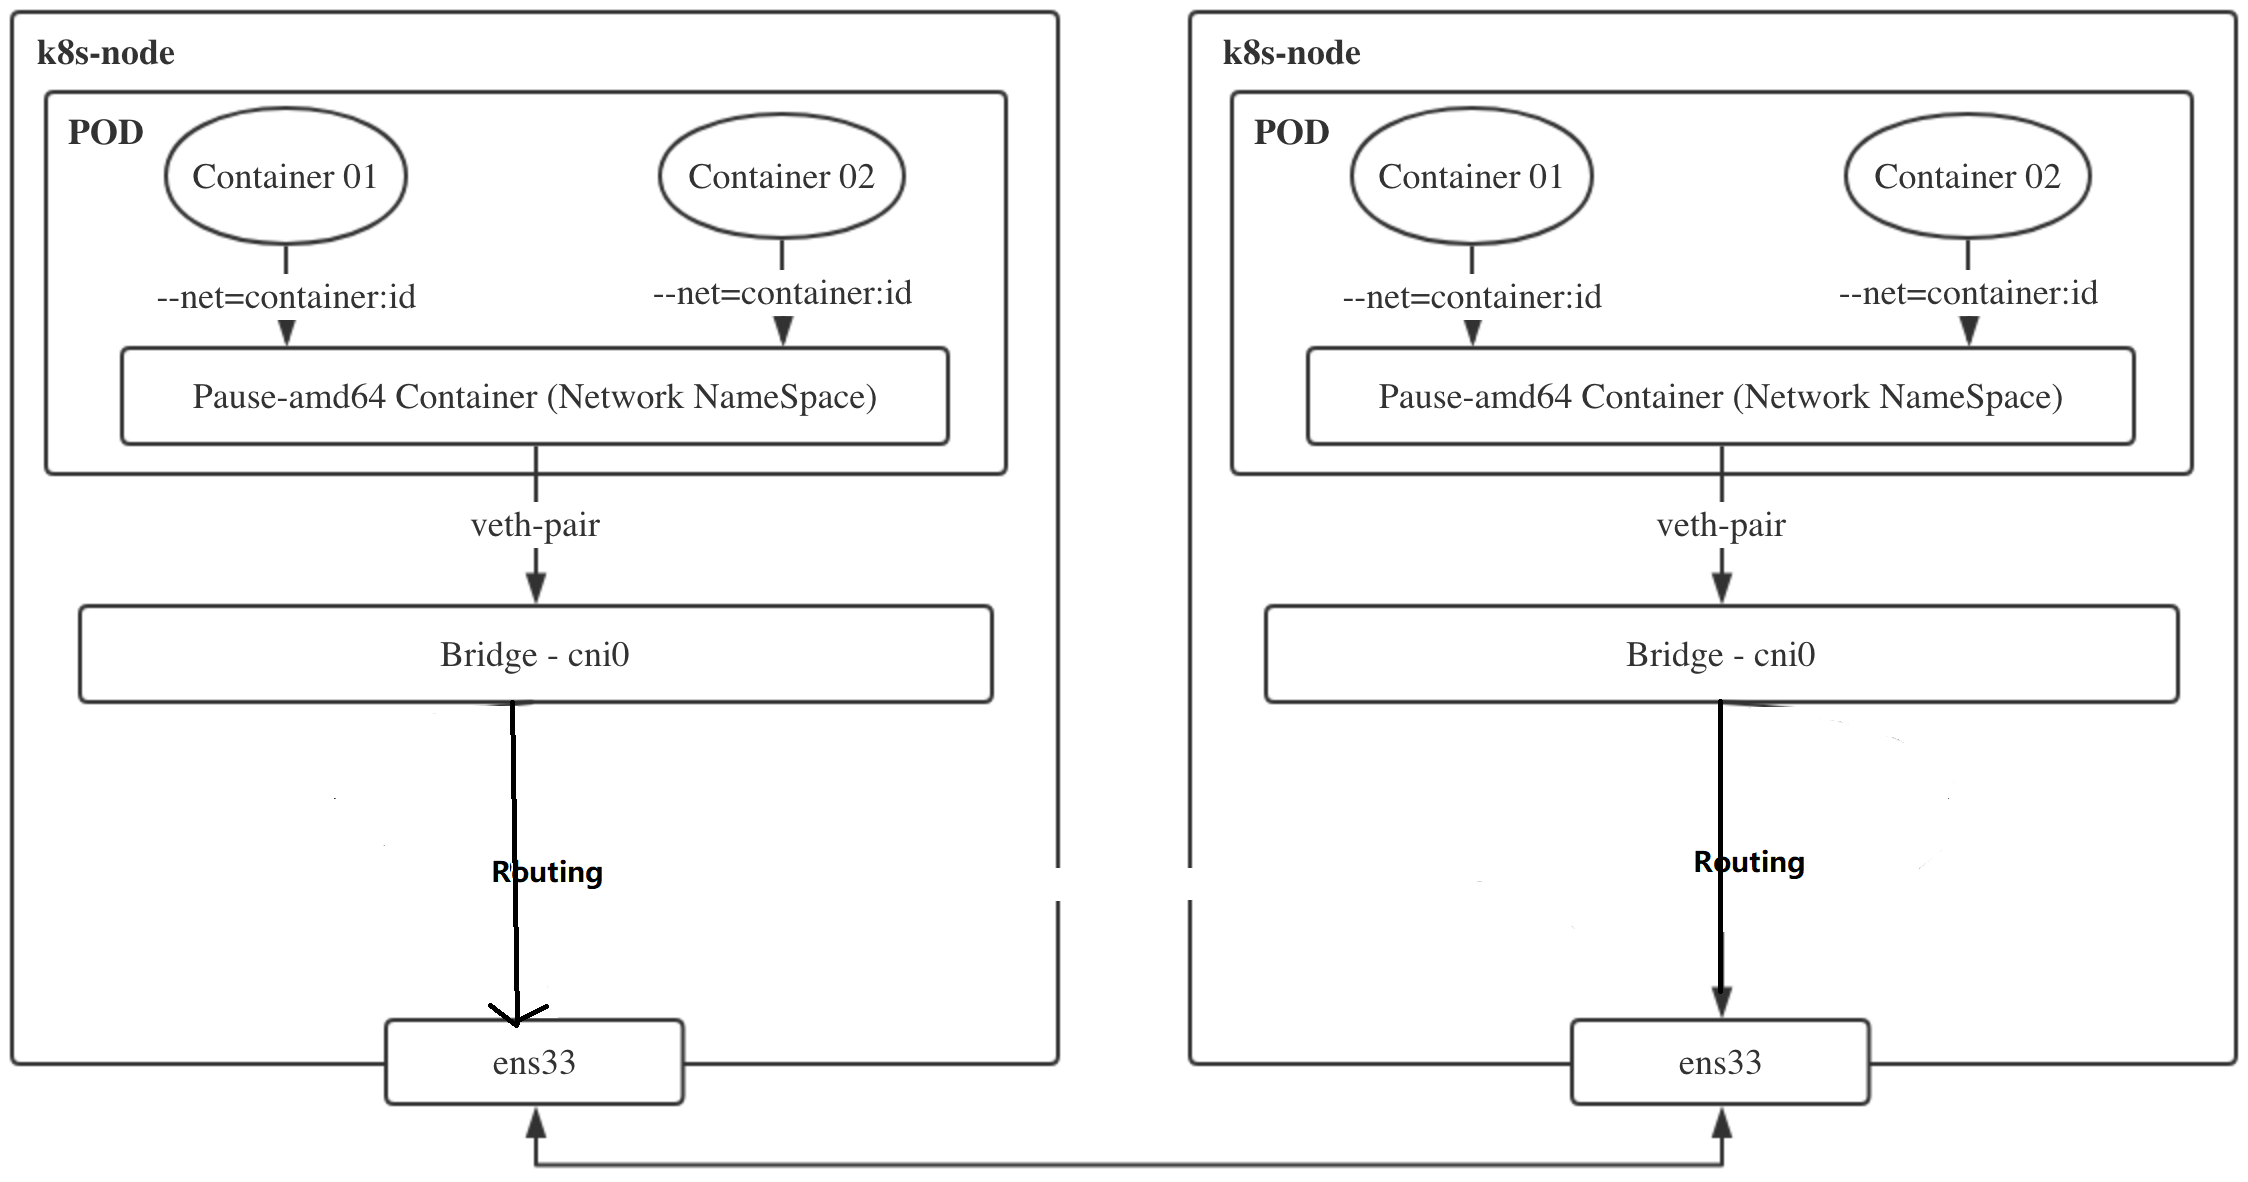 k8s-node
POD
Container 01
Container 02
--net=container:id
--net=container:id
Pause-amd64 Container (Network NameSpace)
veth-pair
Bridge - cni0
Routing
ens33
k8s-node
POD
Container 01
Container 02
--net=container:id
--net=container:id
Pause-amd64 Container (Network NameSpace)
veth-pair
Bridge - cni0
Routing
ens33